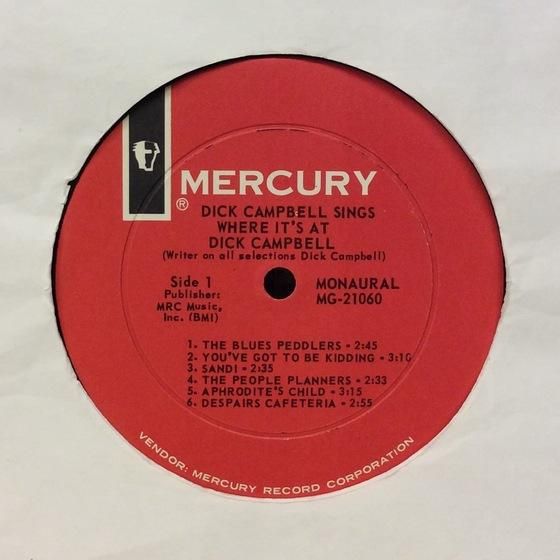 MERCURY
®
DICK CAMPBELL SINGS
WHERE IT'S AT
DICK CAMPBELL
(Writer on all selections Dick Campbell)
Side 1
Publisher:
MRC Music,
Inc. (BMI)
MONAURAL
MG-21060
1. THE BLUES PEDDLERS - 2:45
2. YOU'VE GOT TO BE KIDDING - 3:10
3. SANDI - 2:35
4. THE PEOPLE PLANNERS - 2:33
5. APHRODITE'S CHILD - 3:15
6. DESPAIRS CAFETERIA - 2:55
VENDOR: MERCURY RECORD CORPORATION